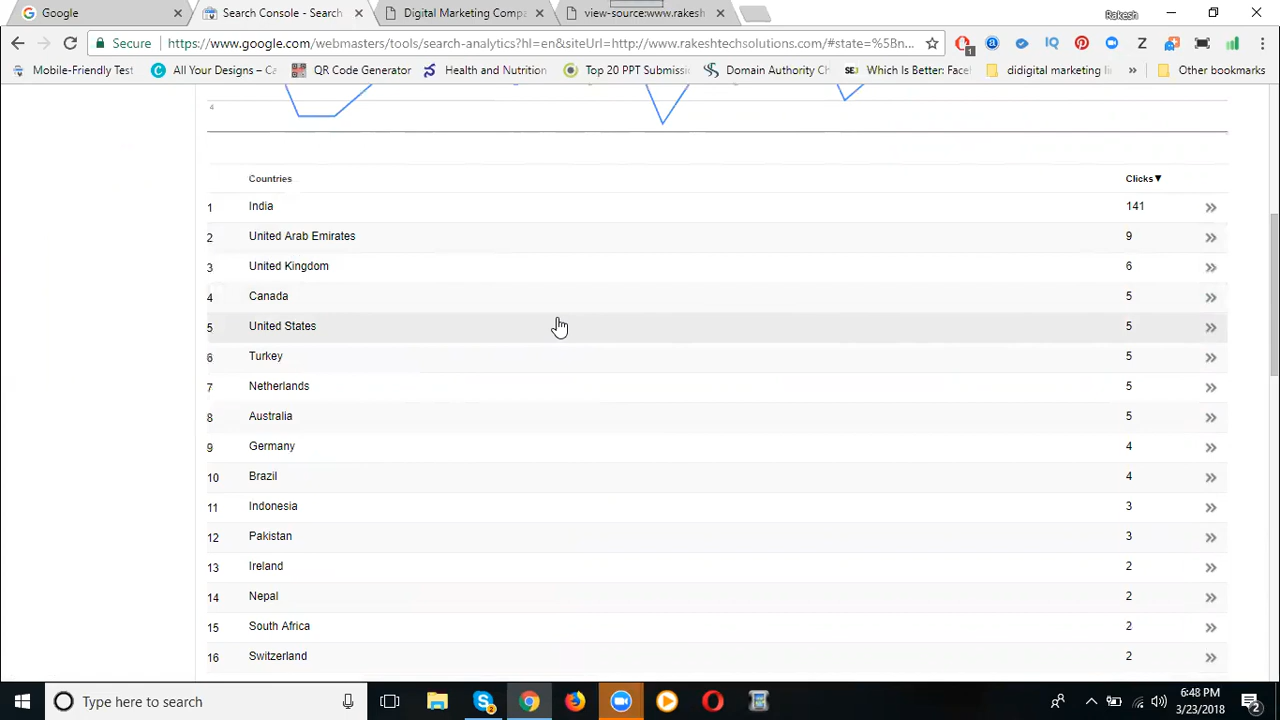 Google
Search Console - Search
Digital Marketing Compa
view-source:www.rakesh
Rakesh
Secure
https://www.google.com/webmasters/tools/search-analytics?hl=en&siteUrl=http://www.rakeshtechsolutions.com/#state=%5Bn...
Mobile-Friendly Test
All Your Designs – Ca
QR Code Generator
Health and Nutrition
Top 20 PPT Submissi
Domain Authority Ch
Which Is Better: Face
didigital marketing li
Other bookmarks
4
Countries Clicks▼
1 India 141 »
2 United Arab Emirates 9 »
3 United Kingdom 6 »
4 Canada 5 »
5 United States 5 »
6 Turkey 5 »
7 Netherlands 5 »
8 Australia 5 »
9 Germany 4 »
10 Brazil 4 »
11 Indonesia 3 »
12 Pakistan 3 »
13 Ireland 2 »
14 Nepal 2 »
15 South Africa 2 »
16 Switzerland 2 »
Type here to search
6:48 PM
3/23/2018